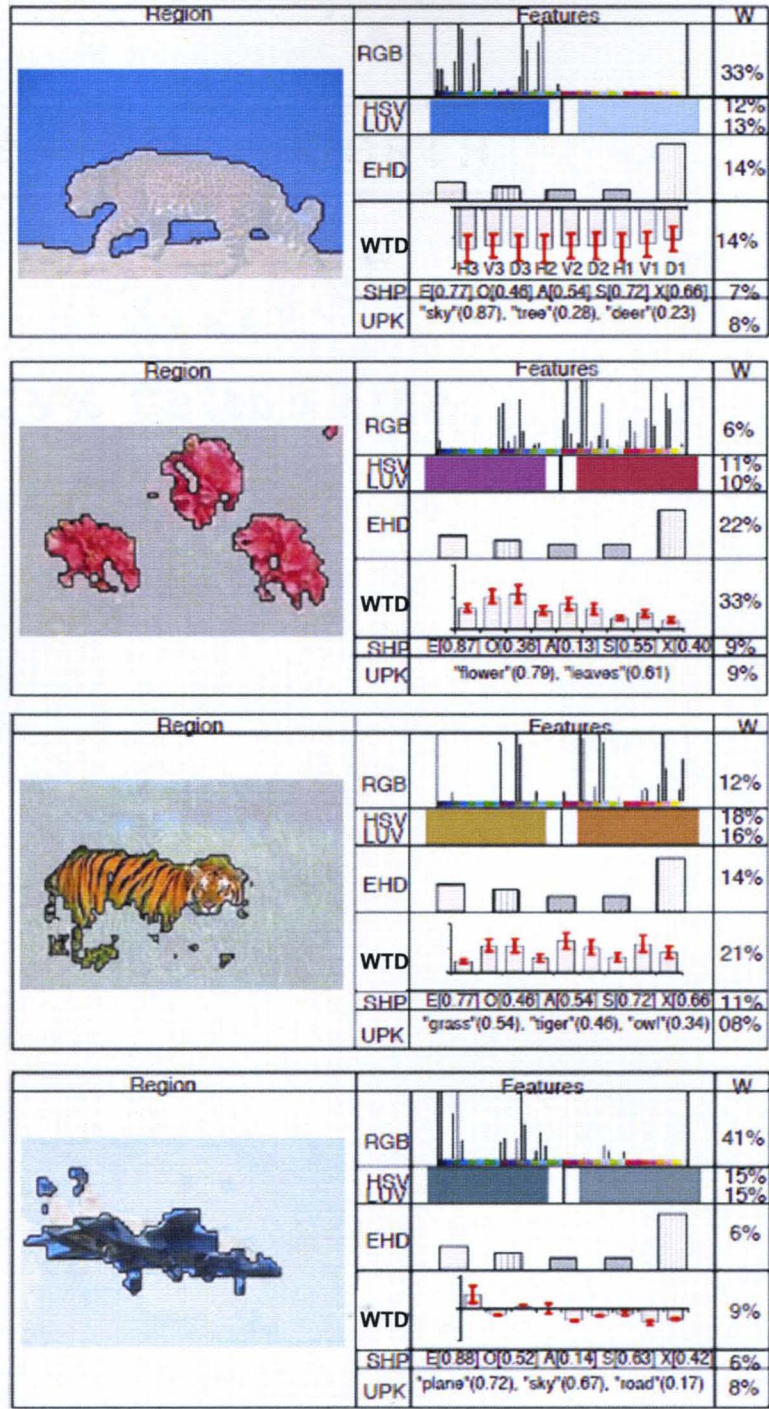 Region Features W
RGB 33%
HSV 12%
LUV 13%
EHD 14%
WTD 14%
H3 V3 D3 H2 V2 D2 H1 V1 D1
SHP E[0.77] O[0.46] A[0.54] S[0.72] X[0.66] 7%
UPK "sky"(0.87), "tree"(0.28), "deer"(0.23) 8%
Region Features W
RGB 6%
HSV 11%
LUV 10%
EHD 22%
WTD 33%
SHP E[0.87] O[0.36] A[0.13] S[0.55] X[0.40 9%
UPK "flower"(0.79), "leaves"(0.61) 9%
Region Features W
RGB 12%
HSV 18%
LUV 16%
EHD 14%
WTD 21%
SHP E[0.77] O[0.46] A[0.54] S[0.72] X[0.66 11%
UPK "grass"(0.54), "tiger"(0.46), "owl"(0.34) 08%
Region Features W
RGB 41%
HSV 15%
LUV 15%
EHD 6%
WTD 9%
SHP E[0.88] O[0.52] A[0.14] S[0.63] X[0.42] 6%
UPK "plane"(0.72), "sky"(0.67), "road"(0.17) 8%